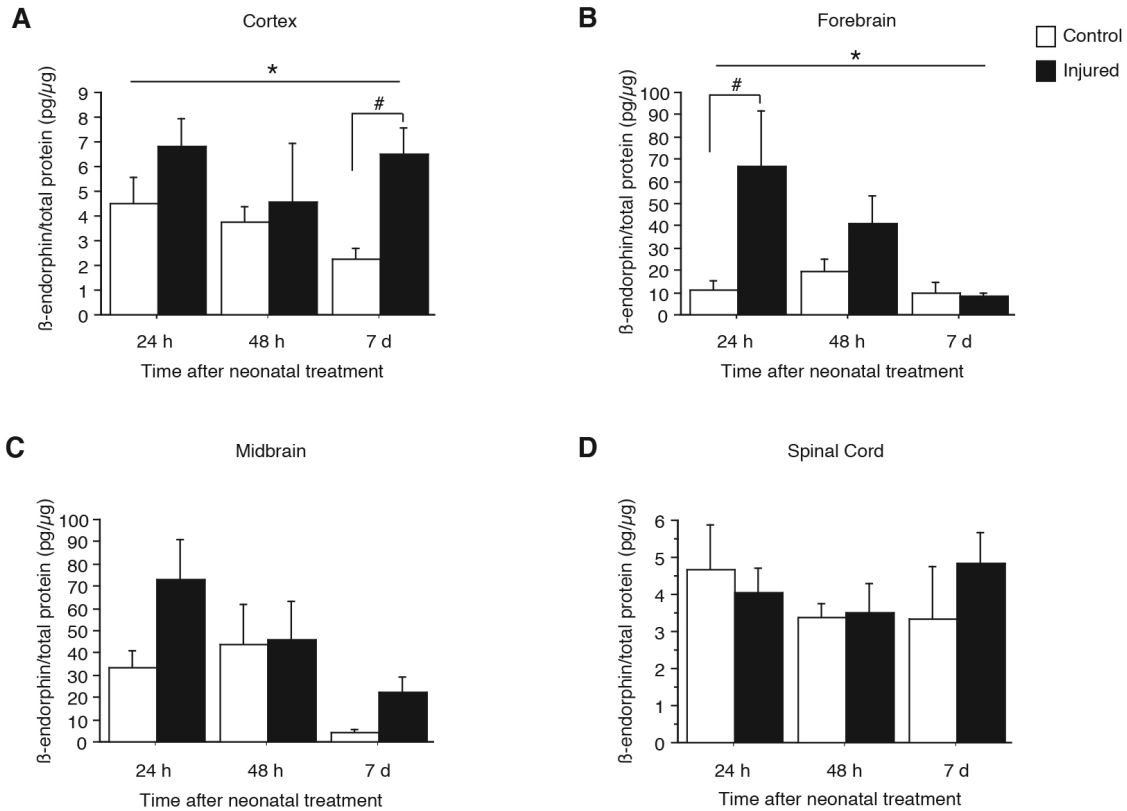 A
Cortex
*
#
ß-endorphin/total protein (pg/µg)
9
8
7
6
5
4
3
2
1
0
24 h 48 h 7 d
Time after neonatal treatment
B
Forebrain
*
#
ß-endorphin/total protein (pg/µg)
100
90
80
70
60
50
40
30
20
10
0
24 h 48 h 7 d
Time after neonatal treatment
Control
Injured
C
Midbrain
ß-endorphin/total protein (pg/µg)
100
90
80
70
60
50
40
30
20
10
0
24 h 48 h 7 d
Time after neonatal treatment
D
Spinal Cord
ß-endorphin/total protein (pg/µg)
6
5
4
3
2
1
0
24 h 48 h 7 d
Time after neonatal treatment